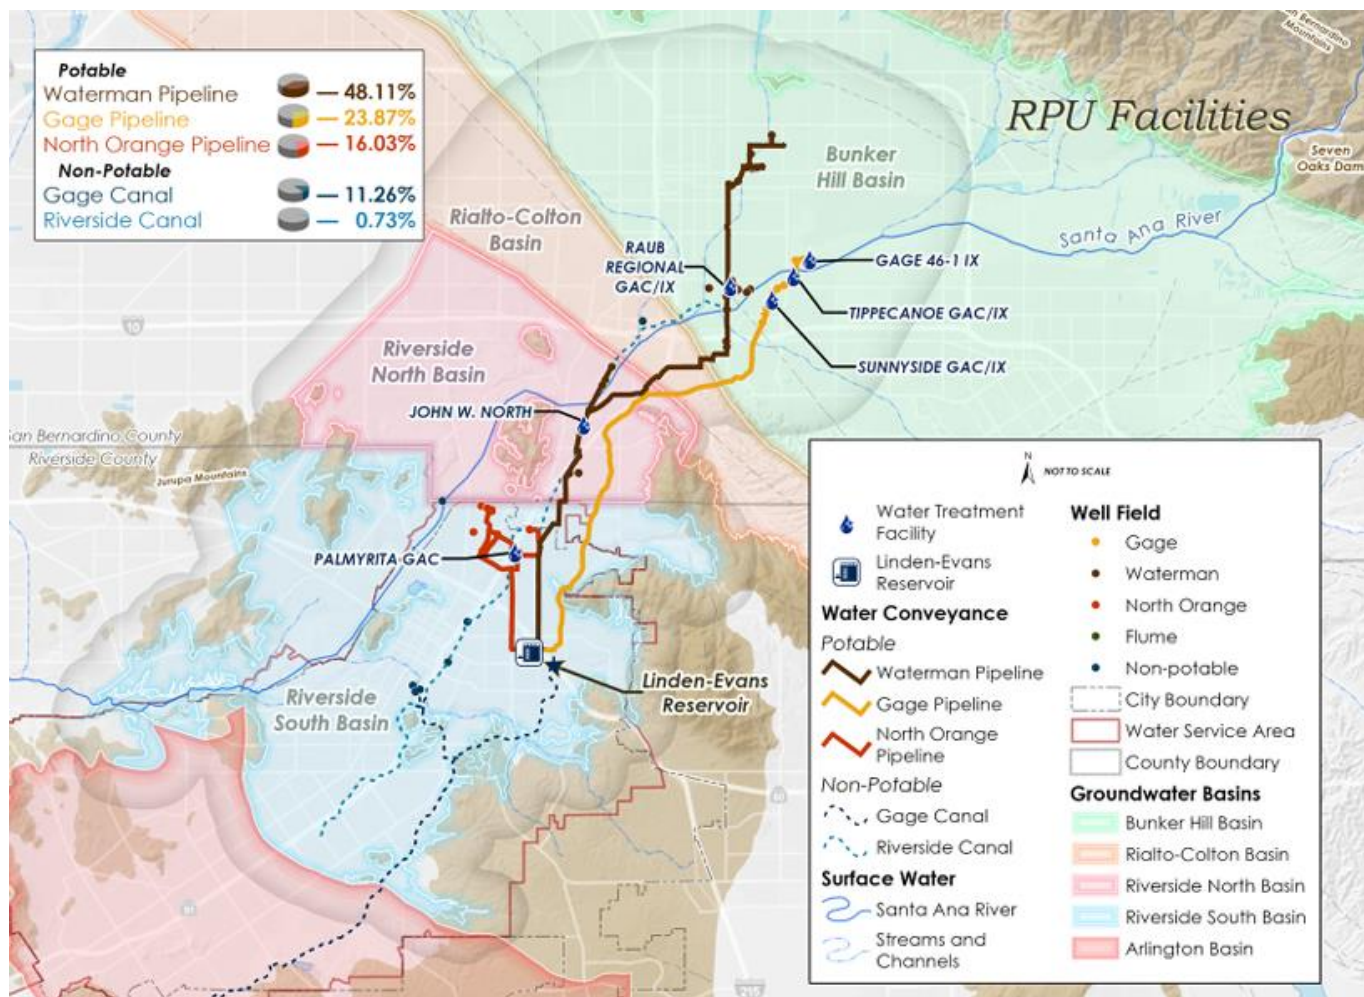 Potable
Waterman Pipeline — 48.11%
Gage Pipeline — 23.87%
North Orange Pipeline — 16.03%
Non-Potable
Gage Canal — 11.26%
Riverside Canal — 0.73%
San Bernardino
Mountains
RPU Facilities
Seven
Oaks Dam
Bunker
Hill Basin
Santa Ana River
Rialto-Colton
Basin
RAUB
REGIONAL
GAC/IX
GAGE 46-1 IX
TIPPECANOE GAC/IX
SUNNYSIDE GAC/IX
10
Riverside
North Basin
JOHN W. NORTH
San Bernardino County
Riverside County
Jurupa Mountains
PALMYRITA GAC
Linden-Evans
Reservoir
Riverside
South Basin
60
91
215
N
NOT TO SCALE
Water Treatment
Facility
Linden-Evans
Reservoir
Water Conveyance
Potable
Waterman Pipeline
Gage Pipeline
North Orange
Pipeline
Non-Potable
Gage Canal
Riverside Canal
Surface Water
Santa Ana River
Streams and
Channels
Well Field
Gage
Waterman
North Orange
Flume
Non-potable
City Boundary
Water Service Area
County Boundary
Groundwater Basins
Bunker Hill Basin
Rialto-Colton Basin
Riverside North Basin
Riverside South Basin
Arlington Basin